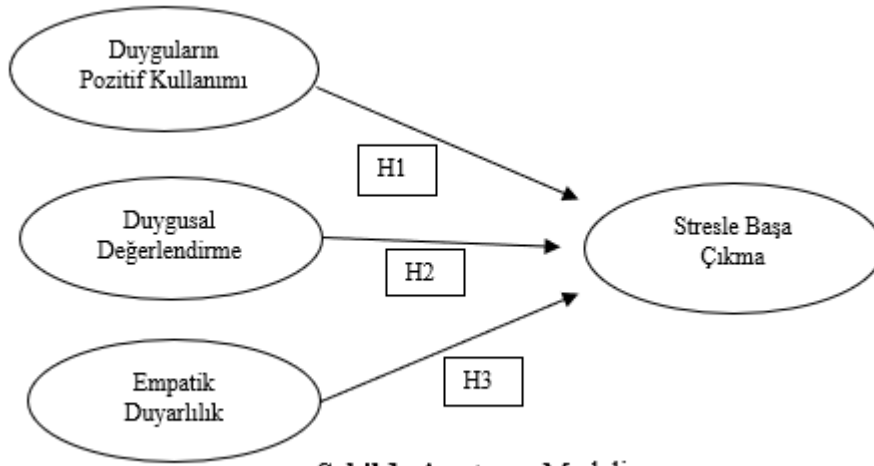 Duyguların
Pozitif Kullanımı
H1
Duygusal
Değerlendirme
H2
Stresle Başa
Çıkma
Empatik
Duyarlılık
H3